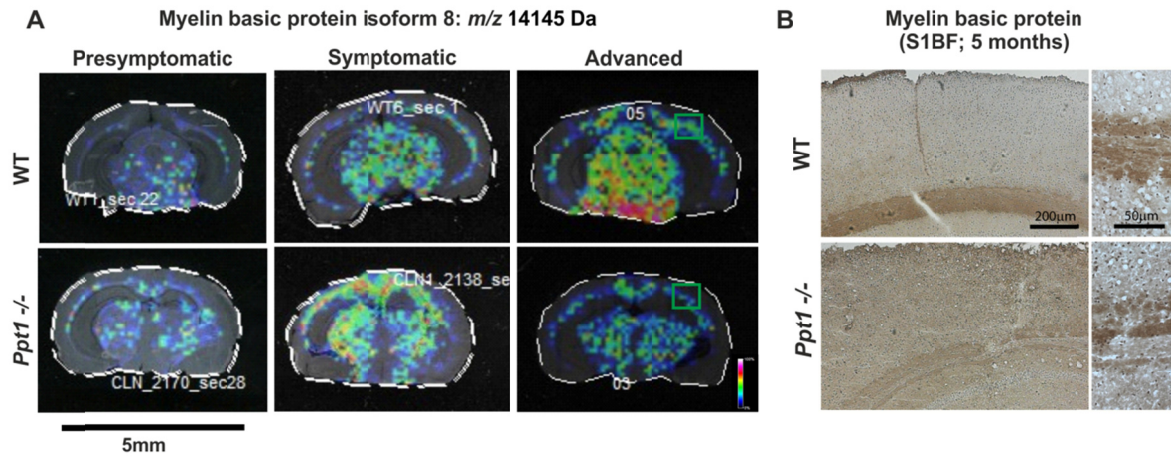 A
Myelin basic protein isoform 8: m/z 14145 Da
Presymptomatic
Symptomatic
Advanced
WT
WT1_sec 22
WT6_sec 1
05
Ppt1 -/-
CLN_2170_sec28
CLN1_2138_se
03
5mm
B
Myelin basic protein
(S1BF; 5 months)
WT
200µm
50µm
Ppt1 -/-